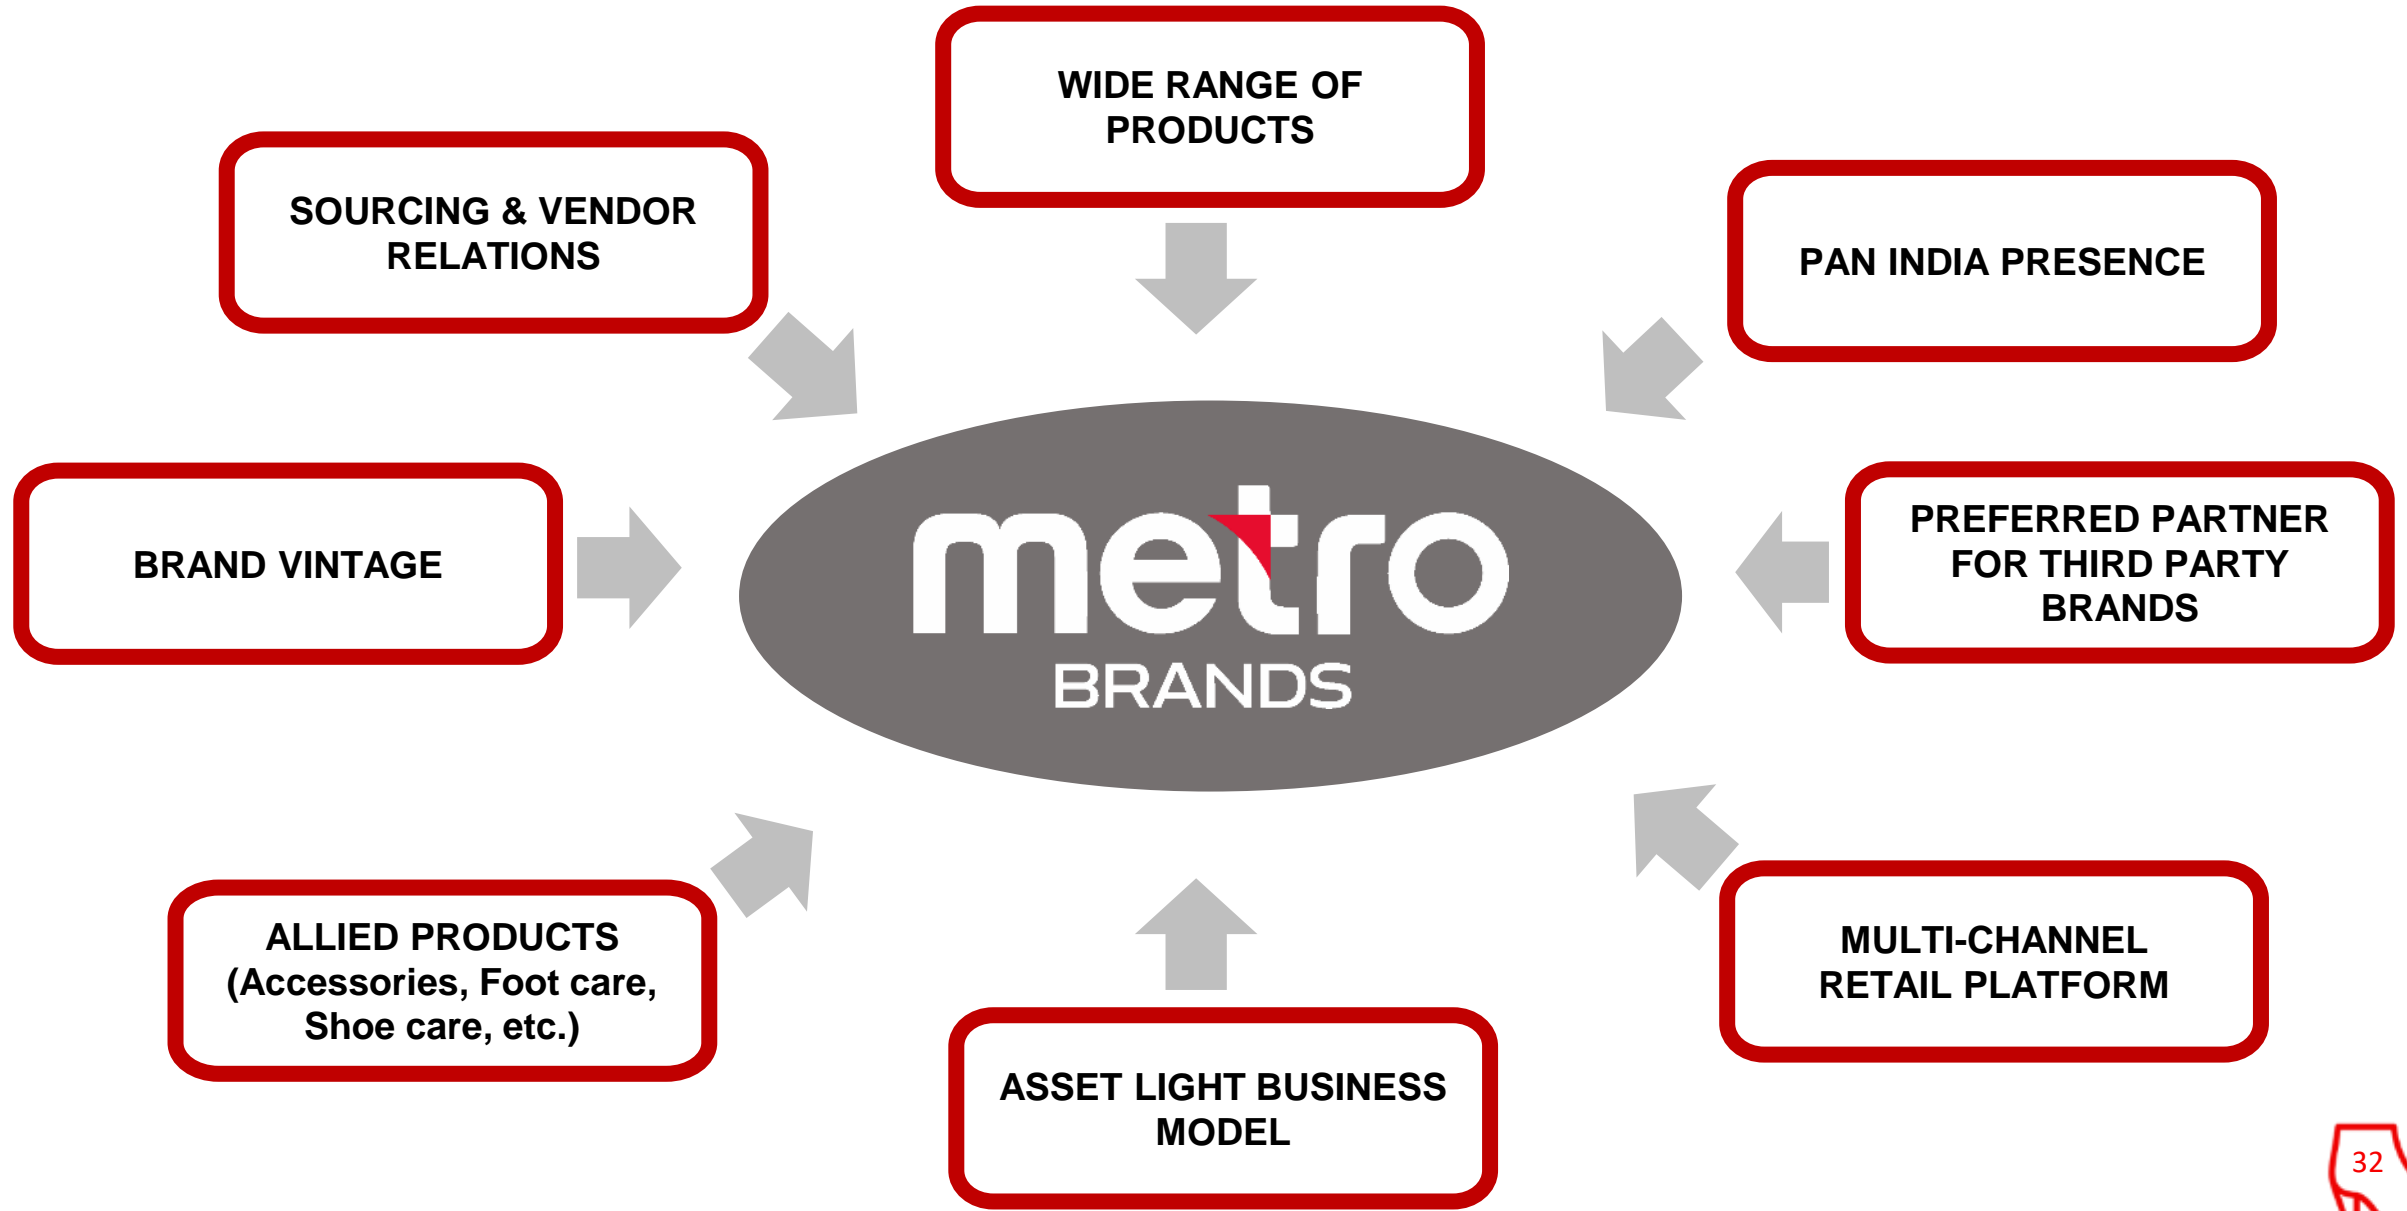 WIDE RANGE OF
PRODUCTS
SOURCING & VENDOR
RELATIONS
PAN INDIA PRESENCE
BRAND VINTAGE
metro
BRANDS
PREFERRED PARTNER
FOR THIRD PARTY
BRANDS
ALLIED PRODUCTS
(Accessories, Foot care,
Shoe care, etc.)
MULTI-CHANNEL
RETAIL PLATFORM
ASSET LIGHT BUSINESS
MODEL
32